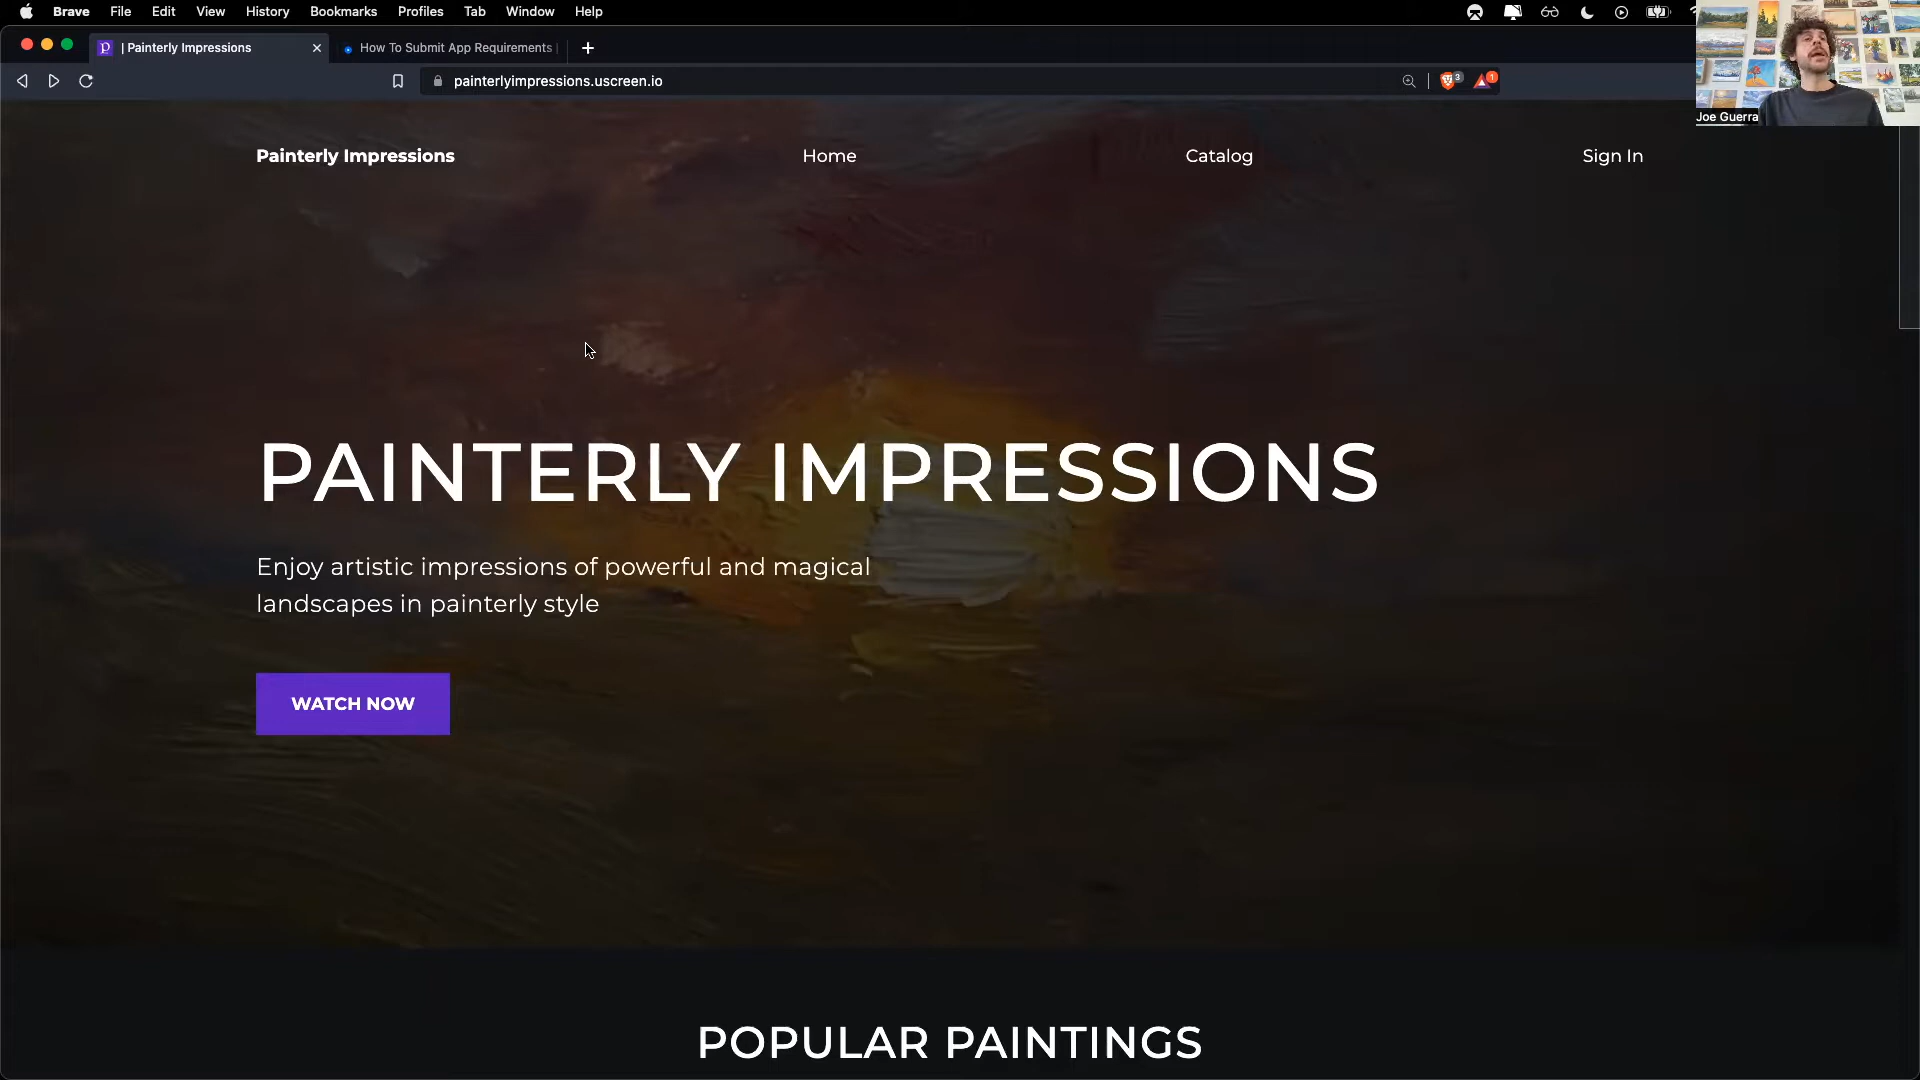 Brave File Edit View History Bookmarks Profiles Tab Window Help
| Painterly Impressions
How To Submit App Requirements
painterlyimpressions.uscreen.io
3
1
Joe Guerra
Painterly Impressions Home Catalog Sign In
PAINTERLY IMPRESSIONS
Enjoy artistic impressions of powerful and magical
landscapes in painterly style
WATCH NOW
POPULAR PAINTINGS